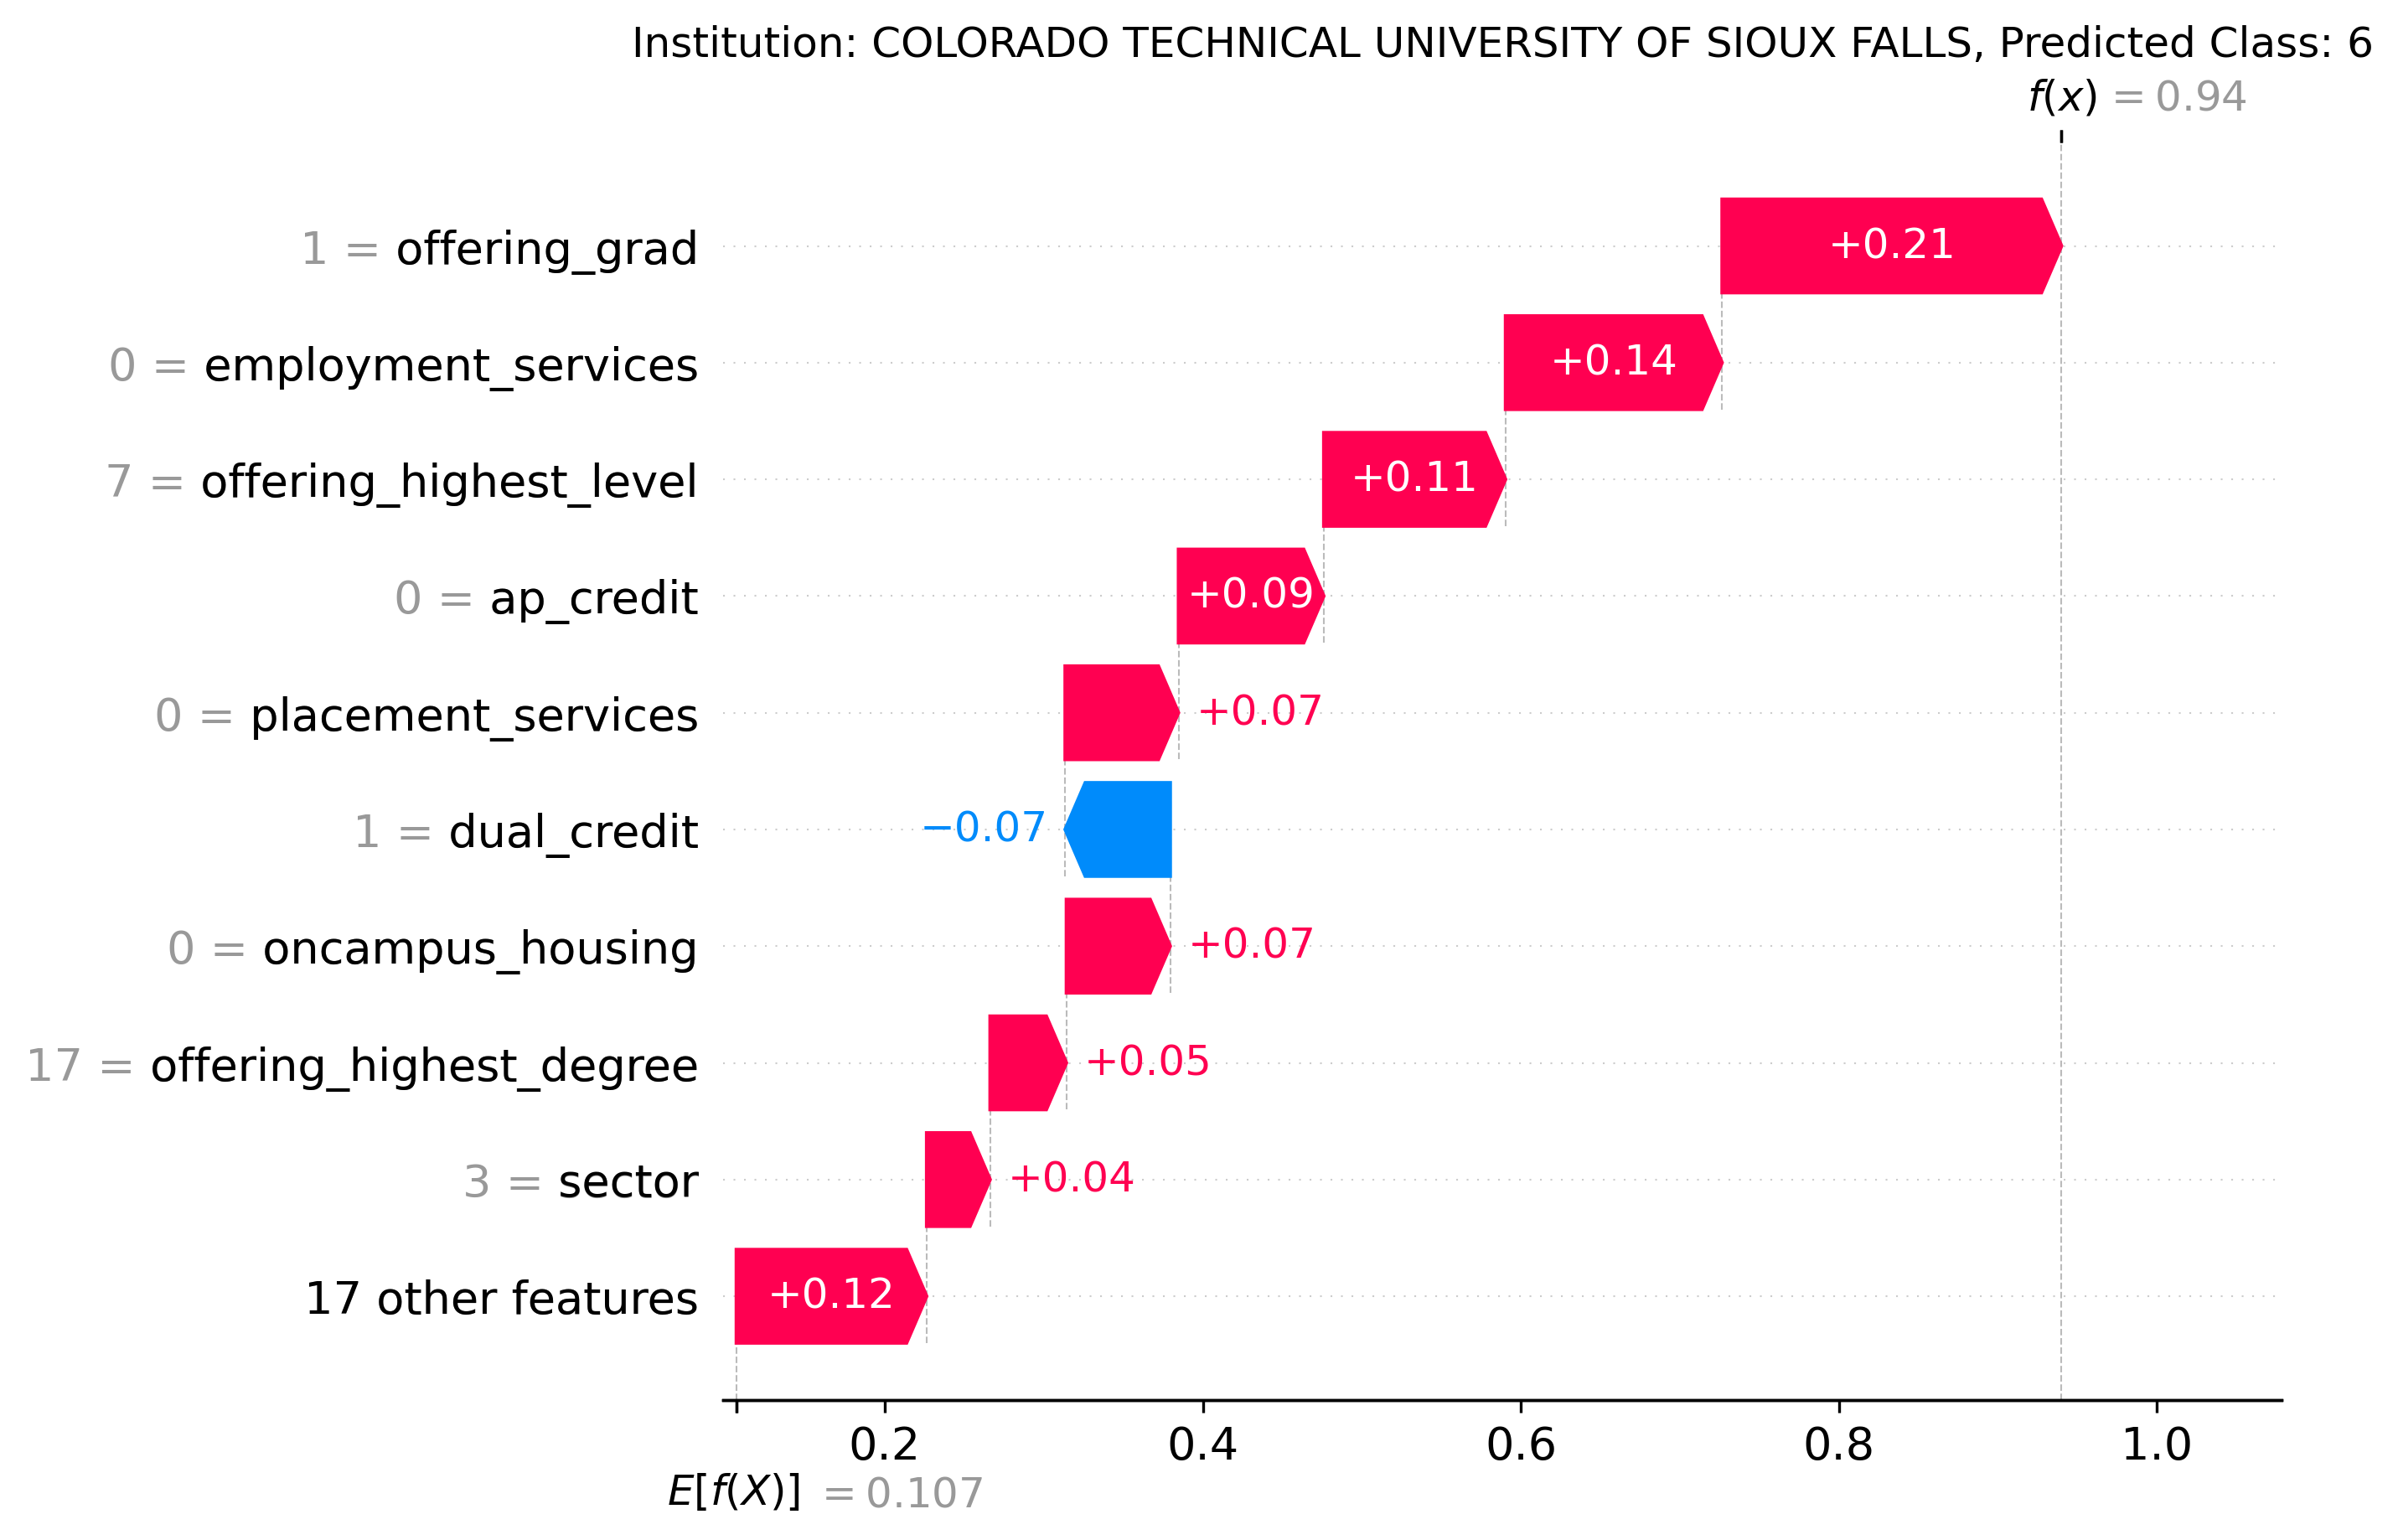 Institution: COLORADO TECHNICAL UNIVERSITY OF SIOUX FALLS, Predicted Class: 6
f(x) = 0.94
1 = offering_grad +0.21
0 = employment_services +0.14
7 = offering_highest_level +0.11
0 = ap_credit +0.09
0 = placement_services +0.07
1 = dual_credit −0.07
0 = oncampus_housing +0.07
17 = offering_highest_degree +0.05
3 = sector +0.04
17 other features +0.12
0.2 0.4 0.6 0.8 1.0
E[f(X)] = 0.107